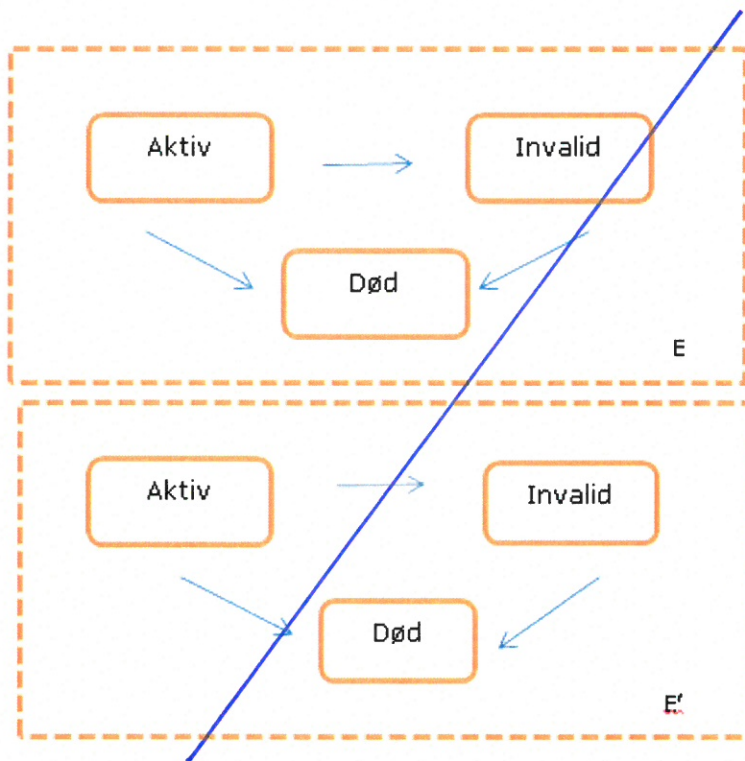 Aktiv
Invalid
Død
E
Aktiv
Invalid
Død
E'